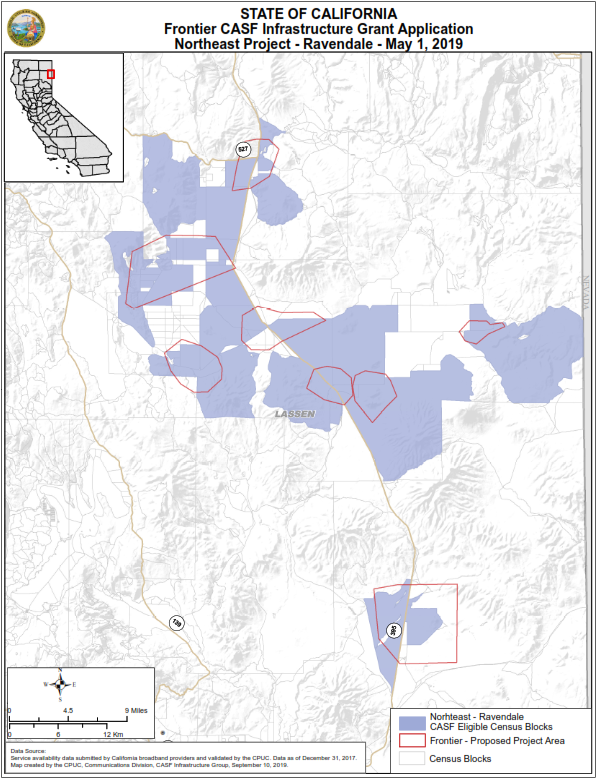 STATE OF CALIFORNIA
Frontier CASF Infrastructure Grant Application
Northeast Project - Ravendale - May 1, 2019
527
NEVADA
LASSEN
139
395
N
W E
S
0 4.5 9 Miles
0 6 12 Km
Norhteast - Ravendale
CASF Eligible Census Blocks
Frontier - Proposed Project Area
Census Blocks
Data Source:
Service availability data submitted by California broadband providers and validated by the CPUC. Data as of December 31, 2017.
Map created by the CPUC, Communications Division, CASF Infrastructure Group, September 10, 2019.